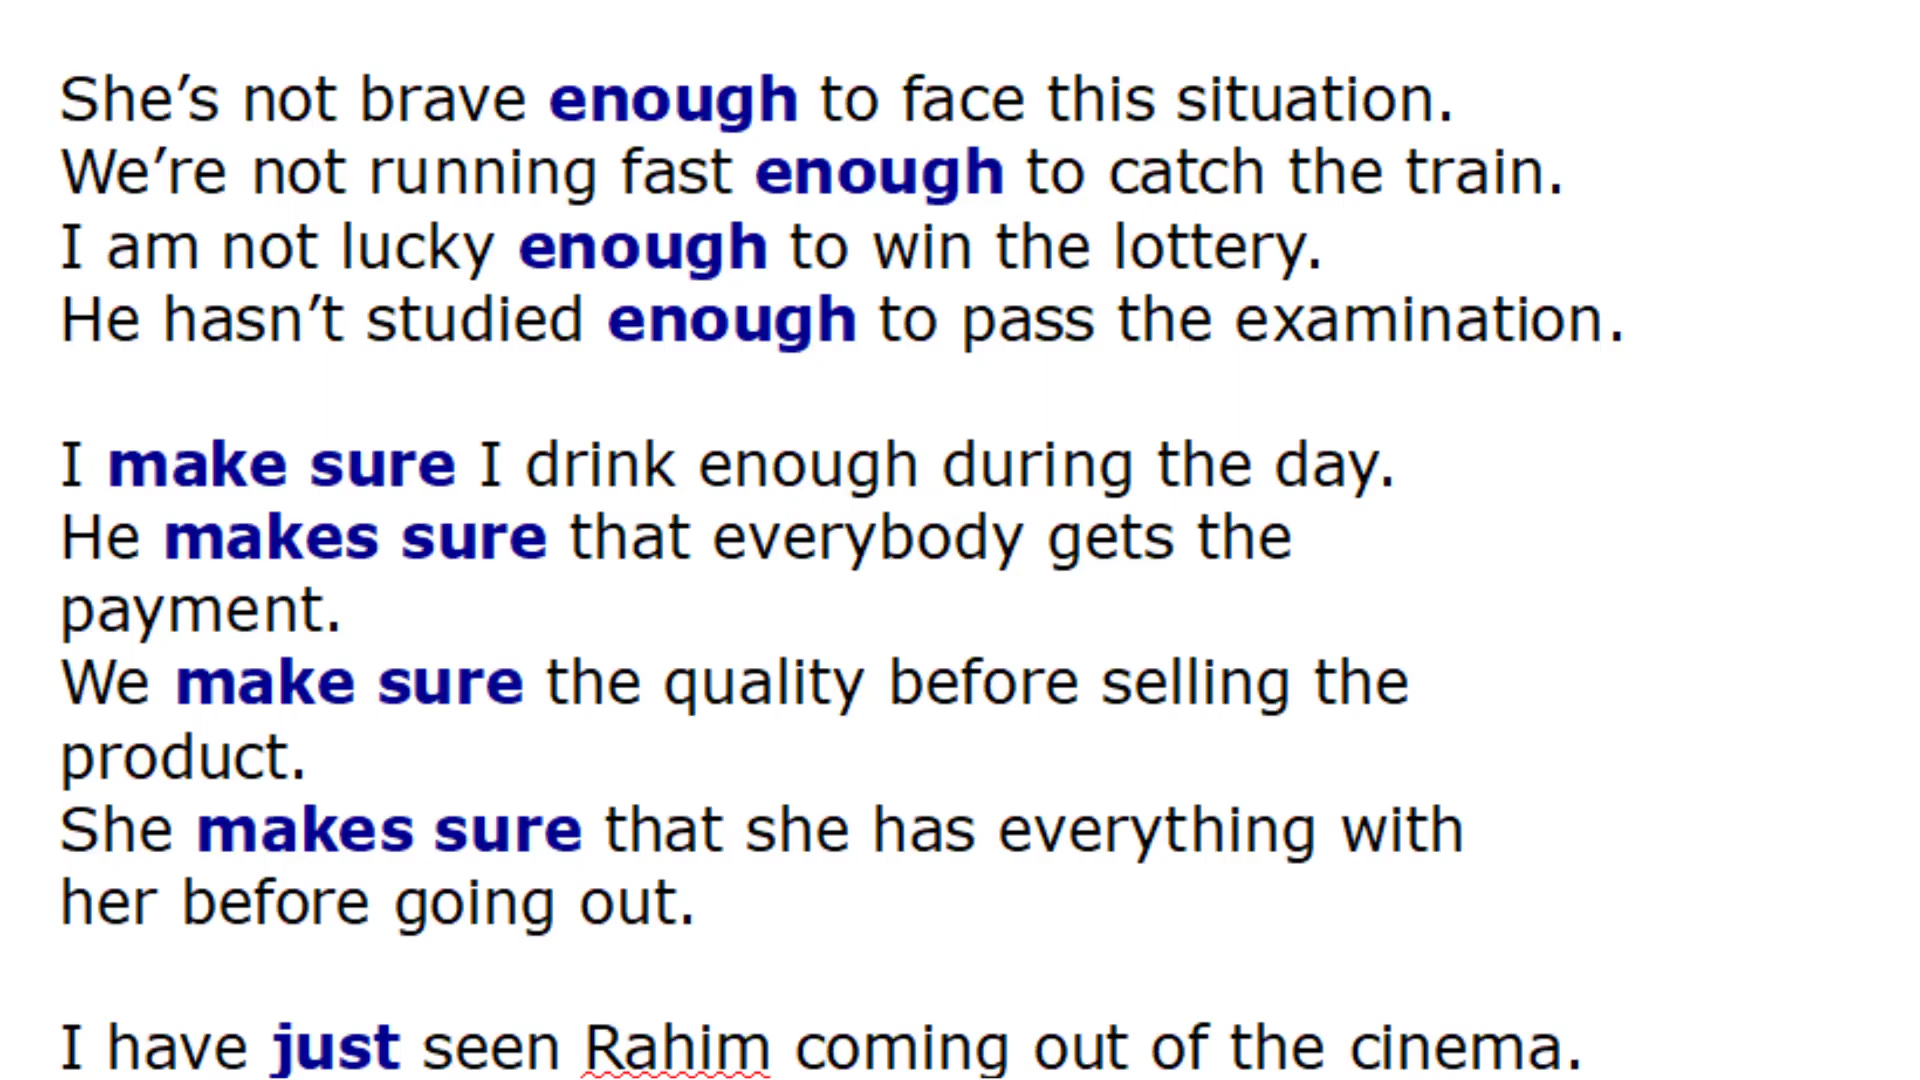 She’s not brave enough to face this situation.
We’re not running fast enough to catch the train.
I am not lucky enough to win the lottery.
He hasn’t studied enough to pass the examination.
I make sure I drink enough during the day.
He makes sure that everybody gets the
payment.
We make sure the quality before selling the
product.
She makes sure that she has everything with
her before going out.
I have just seen Rahim coming out of the cinema.